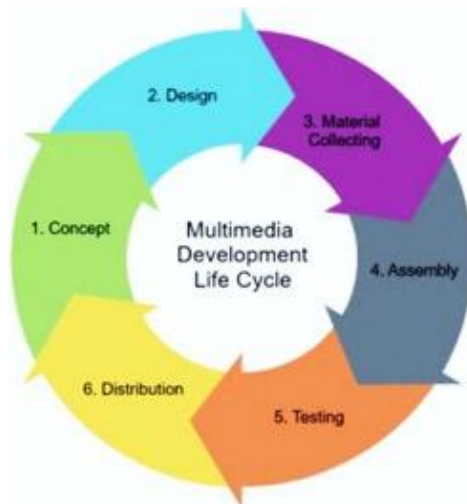 2. Design
3. Material
Collecting
1. Concept
Multimedia
Development
Life Cycle
4. Assembly
6. Distribution
5. Testing